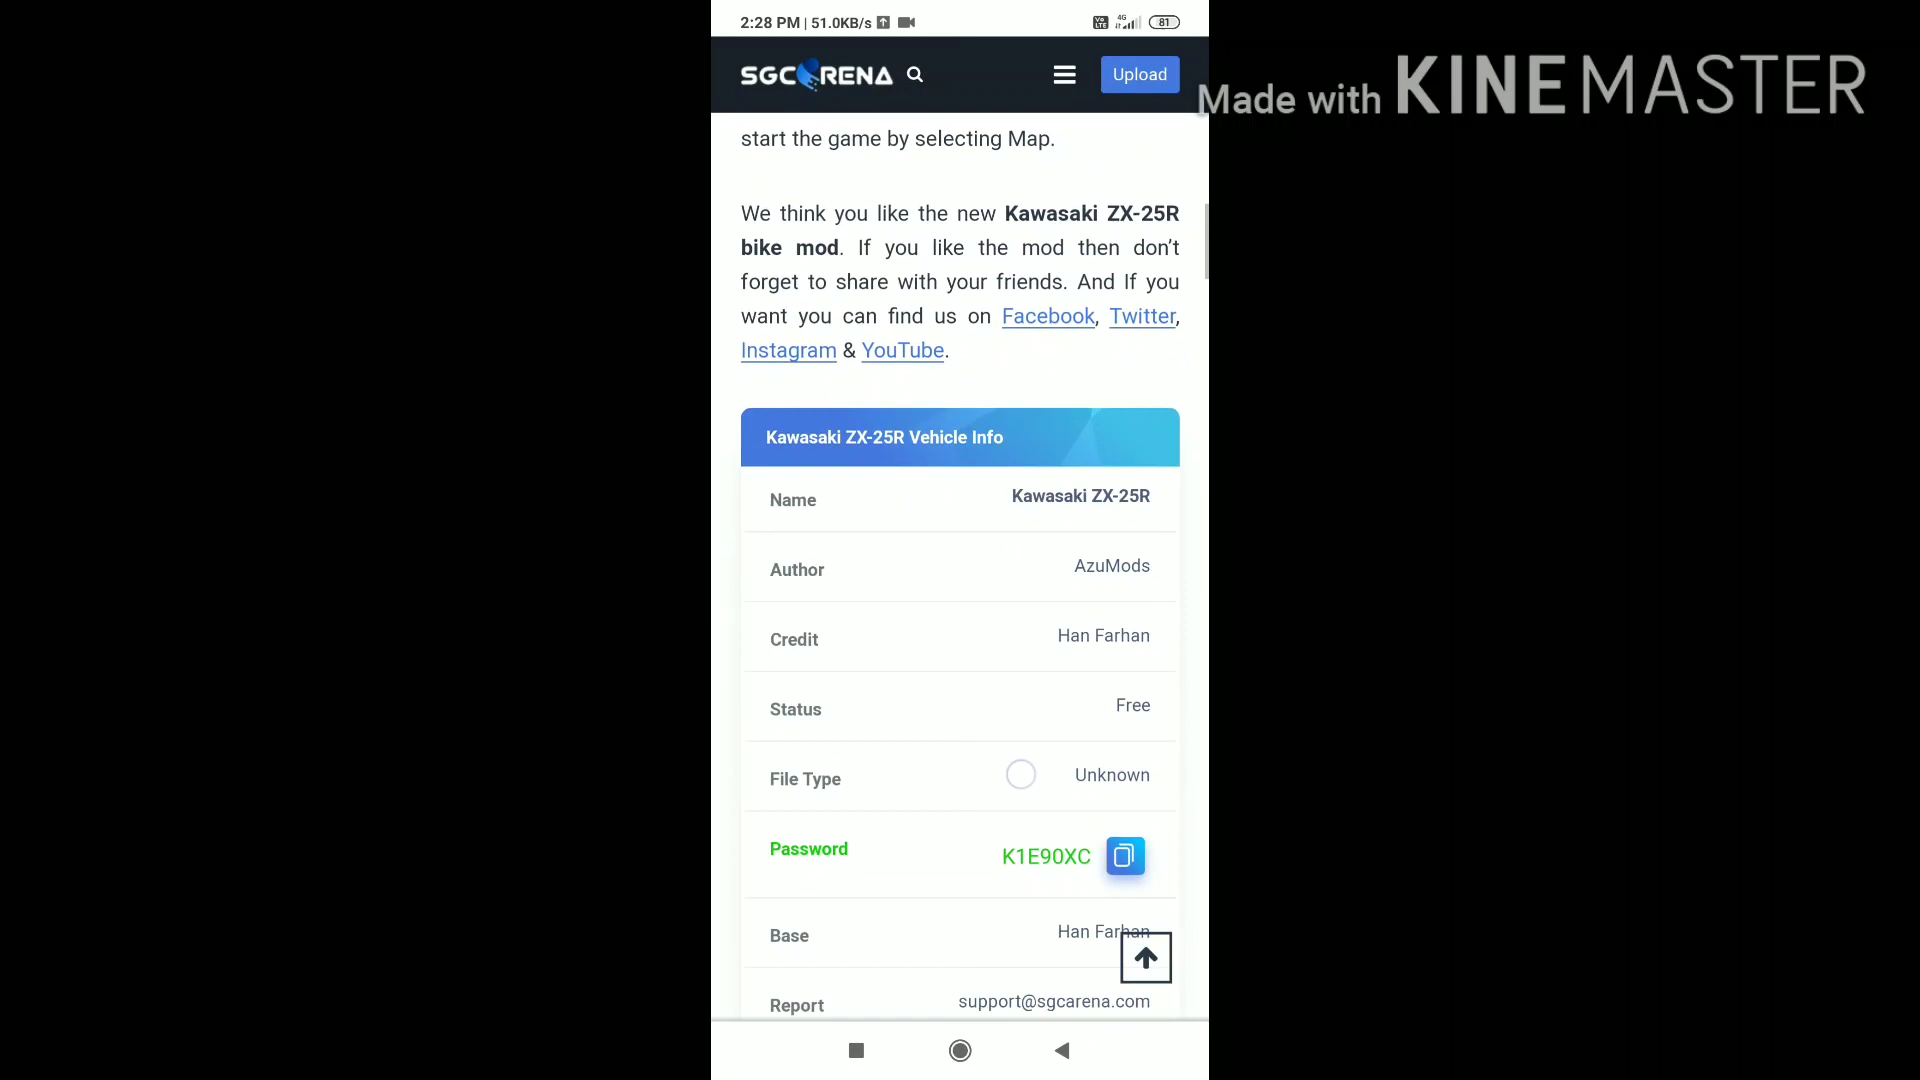 2:28 PM | 51.0KB/s
Vo LTE 4G 81
SGCARENA
Upload
Made with KINEMASTER
start the game by selecting Map.
We think you like the new Kawasaki ZX-25R
bike mod. If you like the mod then don’t
forget to share with your friends. And If you
want you can find us on Facebook, Twitter,
Instagram & YouTube.
Kawasaki ZX-25R Vehicle Info
Name Kawasaki ZX-25R
Author AzuMods
Credit Han Farhan
Status Free
File Type Unknown
Password K1E90XC
Base Han Farhan
Report support@sgcarena.com